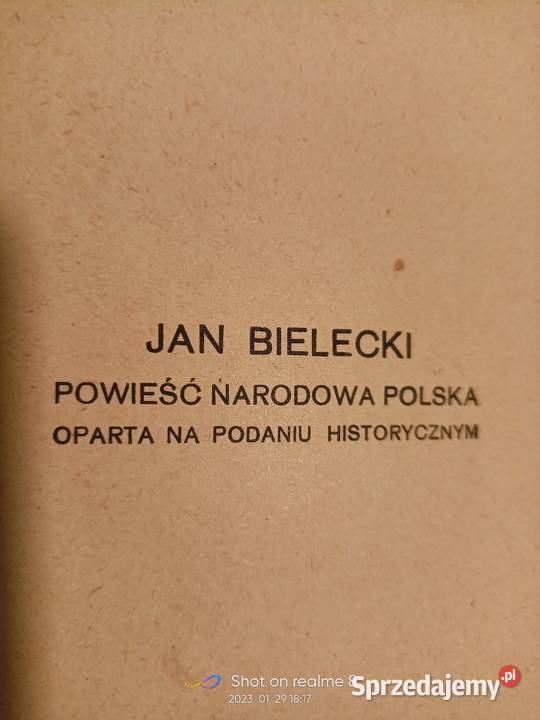 JAN BIELECKI
POWIEŚĆ NARODOWA POLSKA
OPARTA NA PODANIU HISTORYCZNYM
Shot on realme 8
2023.01.29 18:17
Sprzedajemy.pl